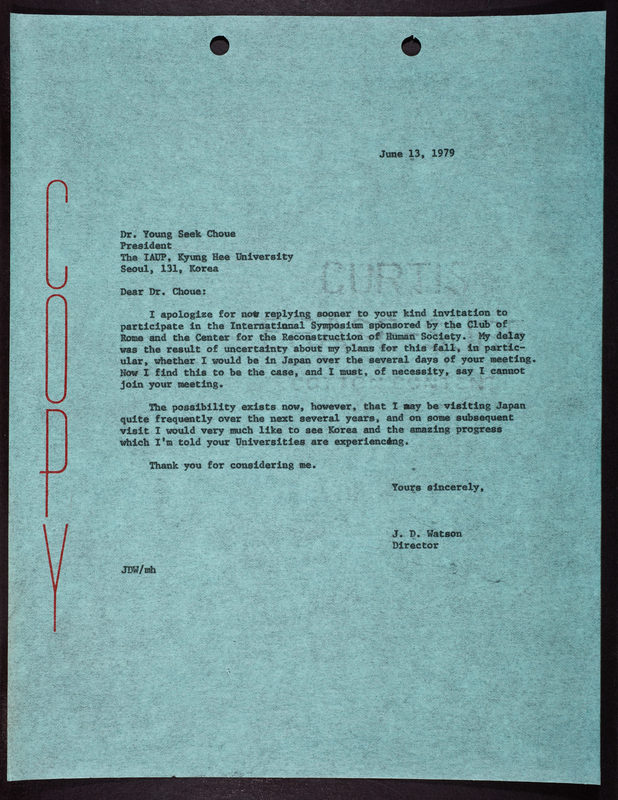 June 13, 1979
COPY
Dr. Young Seek Choue
President
The IAUP, Kyung Hee University
Seoul, 131, Korea
CURTIS
Dear Dr. Choue:
I apologize for now replying sooner to your kind invitation to
participate in the International Symposium sponsored by the Club of
Rome and the Center for the Reconstruction of Human Society. My delay
was the result of uncertainty about my plans for this fall, in partic-
ular, whether I would be in Japan over the several days of your meeting.
Now I find this to be the case, and I must, of necessity, say I cannot
join your meeting.
The possibility exists now, however, that I may be visiting Japan
quite frequently over the next several years, and on some subsequent
visit I would very much like to see Korea and the amazing progress
which I'm told your Universities are experiencing.
Thank you for considering me.
Yours sincerely,
J. D. Watson
Director
JDW/mh